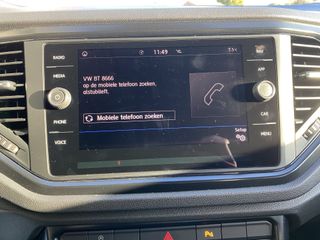 RADIO
MEDIA
PHONE
VOICE
11:49
VW BT 8666
op de mobiele telefoon zoeken,
alstublieft.
Mobiele telefoon zoeken
Setup
APP
CAR
MENU